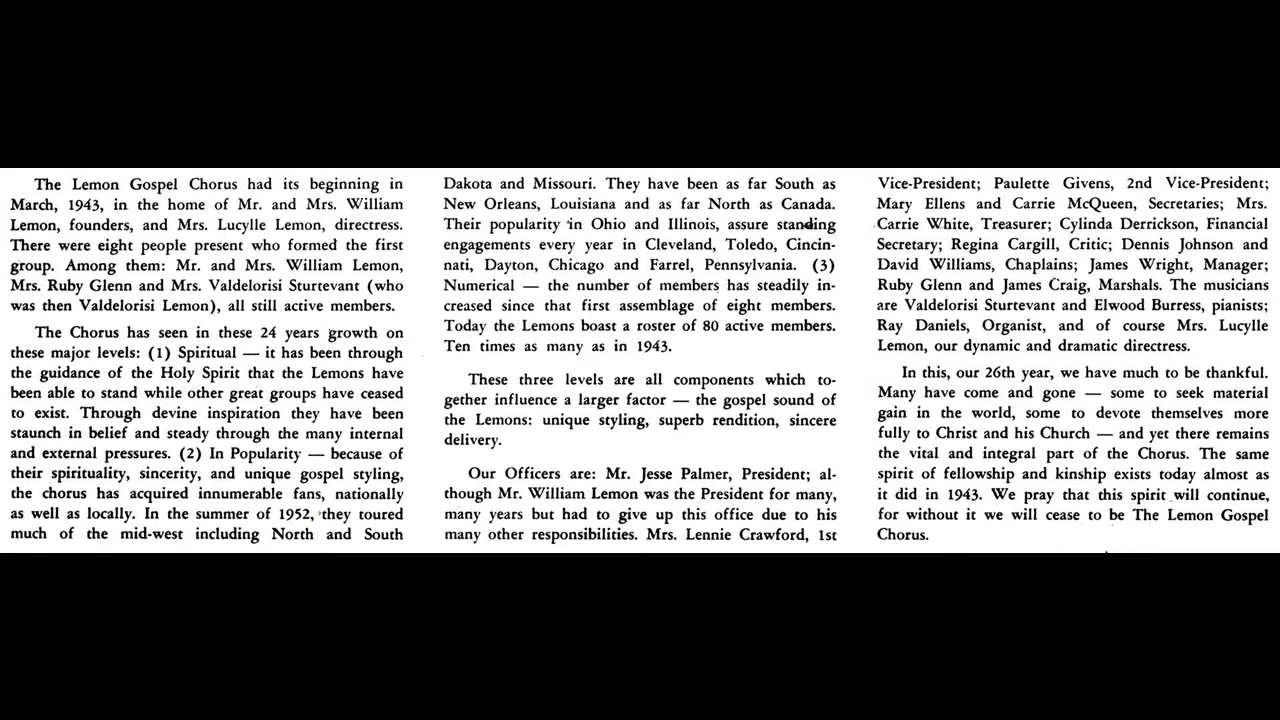 The Lemon Gospel Chorus had its beginning in
March, 1943, in the home of Mr. and Mrs. William
Lemon, founders, and Mrs. Lucylle Lemon, directress.
There were eight people present who formed the first
group. Among them: Mr. and Mrs. William Lemon,
Mrs. Ruby Glenn and Mrs. Valdelorisi Sturtevant (who
was then Valdelorisi Lemon), all still active members.
The Chorus has seen in these 24 years growth on
these major levels: (1) Spiritual — it has been through
the guidance of the Holy Spirit that the Lemons have
been able to stand while other great groups have ceased
to exist. Through devine inspiration they have been
staunch in belief and steady through the many internal
and external pressures. (2) In Popularity — because of
their spirituality, sincerity, and unique gospel styling,
the chorus has acquired innumerable fans, nationally
as well as locally. In the summer of 1952, they toured
much of the mid-west including North and South
Dakota and Missouri. They have been as far South as
New Orleans, Louisiana and as far North as Canada.
Their popularity in Ohio and Illinois, assure standing
engagements every year in Cleveland, Toledo, Cincin-
nati, Dayton, Chicago and Farrel, Pennsylvania. (3)
Numerical — the number of members has steadily in-
creased since that first assemblage of eight members.
Today the Lemons boast a roster of 80 active members.
Ten times as many as in 1943.
These three levels are all components which to-
gether influence a larger factor — the gospel sound of
the Lemons: unique styling, superb rendition, sincere
delivery.
Our Officers are: Mr. Jesse Palmer, President; al-
though Mr. William Lemon was the President for many,
many years but had to give up this office due to his
many other responsibilities. Mrs. Lennie Crawford, 1st
Vice-President; Paulette Givens, 2nd Vice-President;
Mary Ellens and Carrie McQueen, Secretaries; Mrs.
Carrie White, Treasurer; Cylinda Derrickson, Financial
Secretary; Regina Cargill, Critic; Dennis Johnson and
David Williams, Chaplains; James Wright, Manager;
Ruby Glenn and James Craig, Marshals. The musicians
are Valdelorisi Sturtevant and Elwood Burress, pianists;
Ray Daniels, Organist, and of course Mrs. Lucylle
Lemon, our dynamic and dramatic directress.
In this, our 26th year, we have much to be thankful.
Many have come and gone — some to seek material
gain in the world, some to devote themselves more
fully to Christ and his Church — and yet there remains
the vital and integral part of the Chorus. The same
spirit of fellowship and kinship exists today almost as
it did in 1943. We pray that this spirit will continue,
for without it we will cease to be The Lemon Gospel
Chorus.